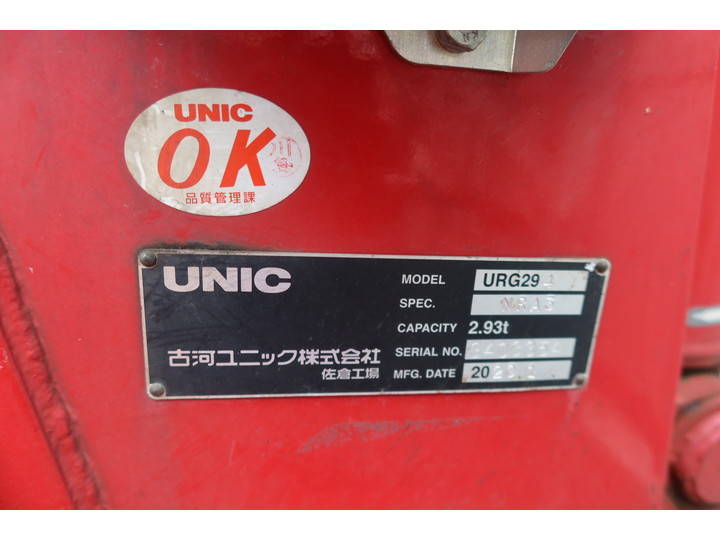 UNIC
OK
品質管理課
UNIC
MODEL URG29
SPEC.
CAPACITY 2.93t
古河ユニック株式会社
SERIAL NO.
佐倉工場
MFG. DATE